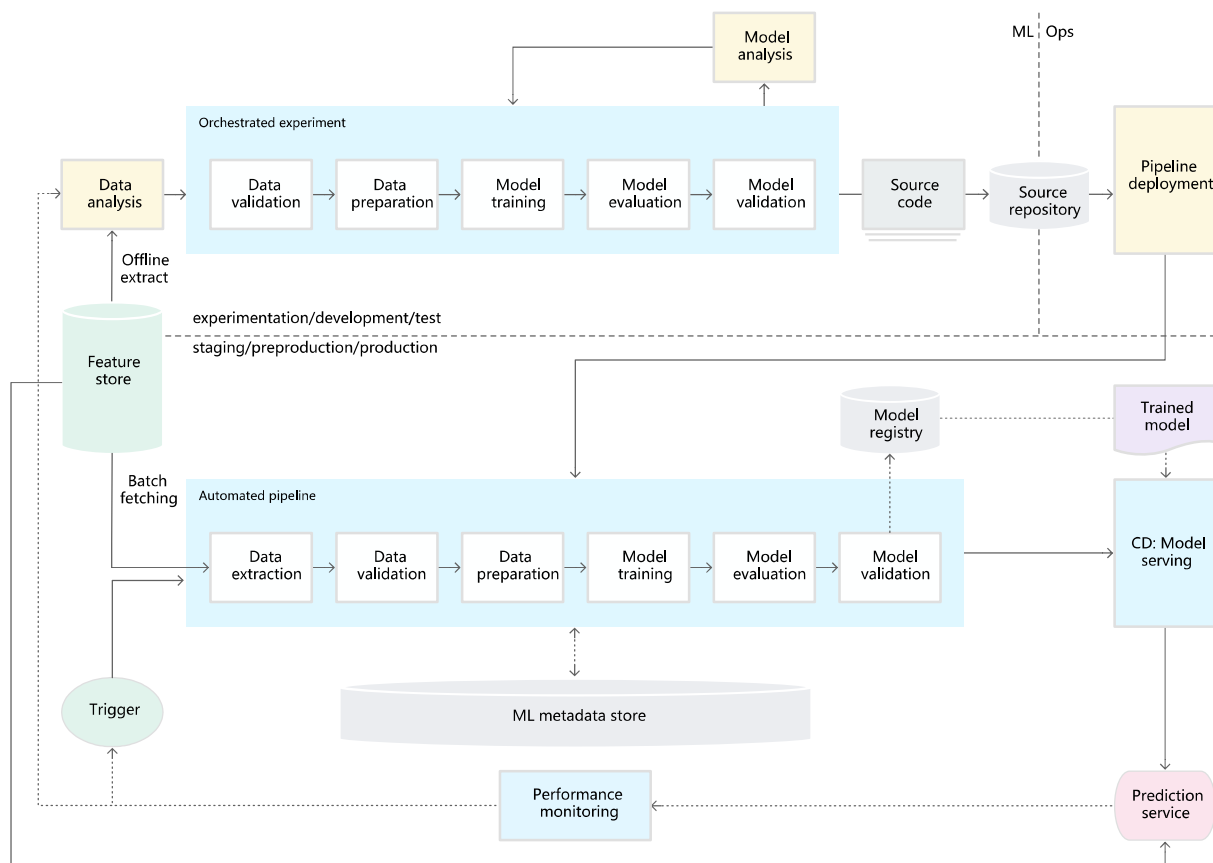 Model
analysis
ML
Ops
Orchestrated experiment
Data
analysis
Data
validation
Data
preparation
Model
training
Model
evaluation
Model
validation
Source
code
Source
repository
Pipeline
deployment
Offline
extract
experimentation/development/test
staging/preproduction/production
Feature
store
Model
registry
Trained
model
Batch
fetching
Automated pipeline
Data
extraction
Data
validation
Data
preparation
Model
training
Model
evaluation
Model
validation
CD: Model
serving
Trigger
ML metadata store
Performance
monitoring
Prediction
service